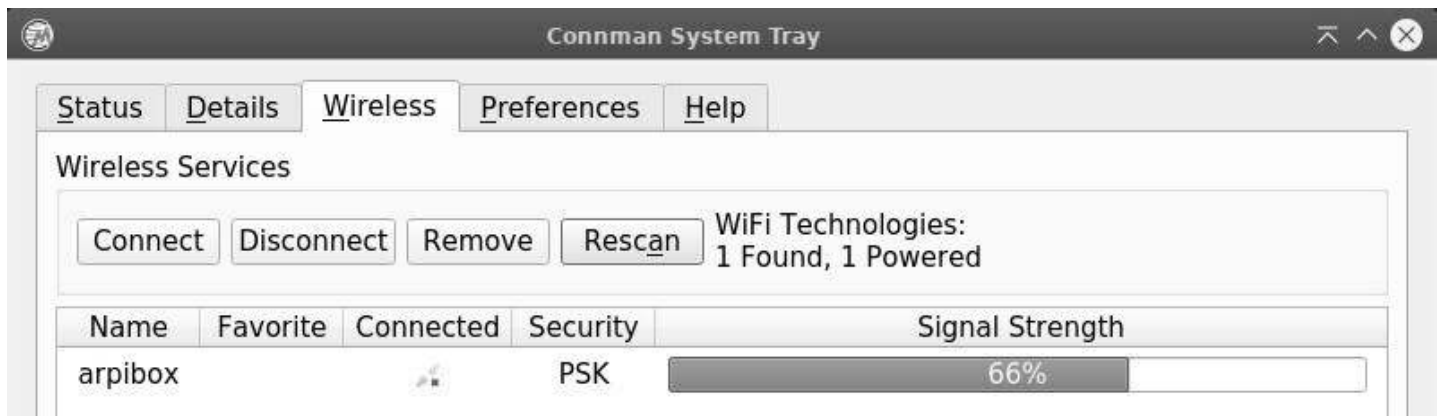 Connman System Tray
Status Details Wireless Preferences Help
Wireless Services
Connect Disconnect Remove Rescan WiFi Technologies:
1 Found, 1 Powered
Name Favorite Connected Security Signal Strength
arpibox PSK 66%